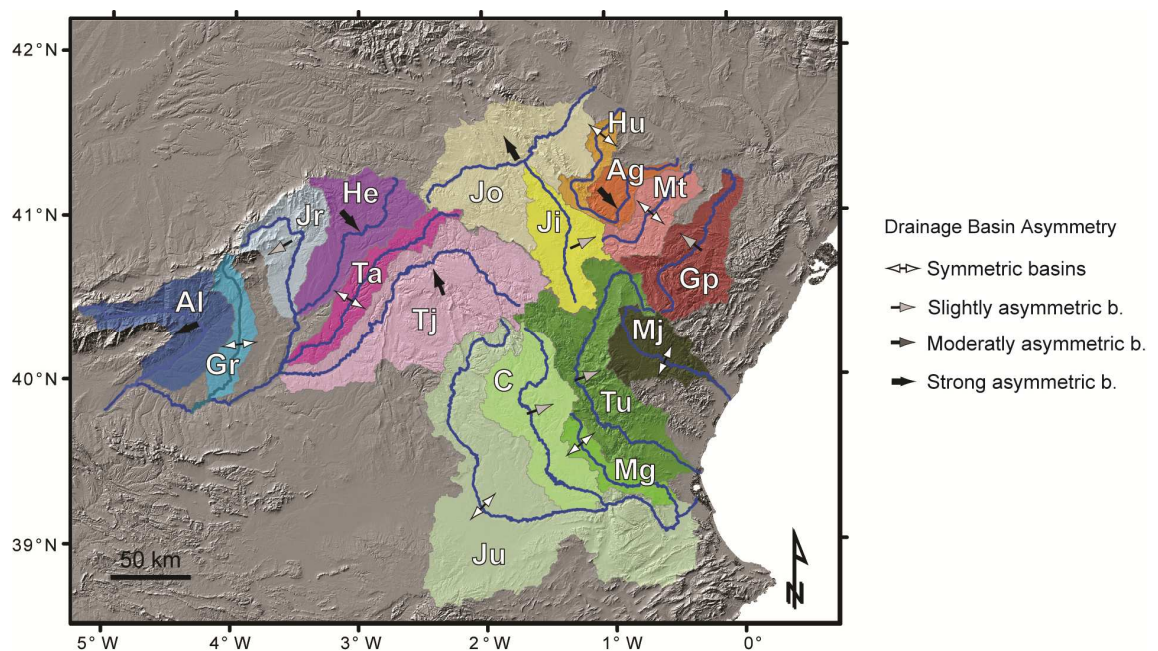 42° N
41° N
40° N
39° N
Hu
Ag
Mt
He
Jo
Jr
Ji
Ta
Gp
Al
Tj
Mj
Gr
C
Tu
Mg
Ju
50 km
N
5° W
4° W
3° W
2° W
1° W
0°
Drainage Basin Asymmetry
Symmetric basins
Slightly asymmetric b.
Moderatly asymmetric b.
Strong asymmetric b.